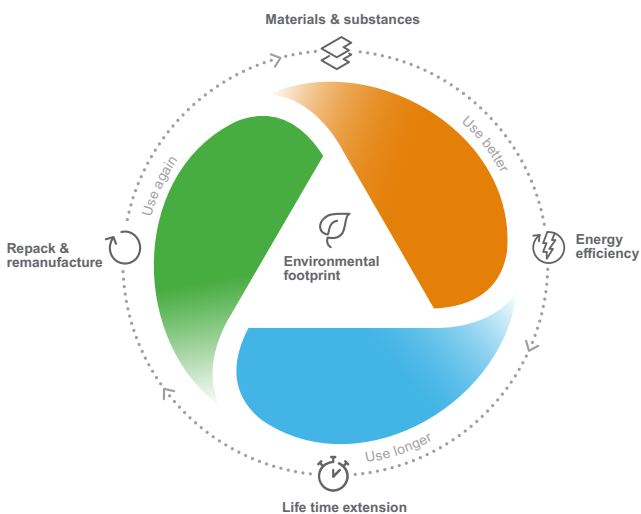 Materials & substances
Use better
Use again
Energy
efficiency
Repack &
remanufacture
Environmental
footprint
Use longer
Life time extension